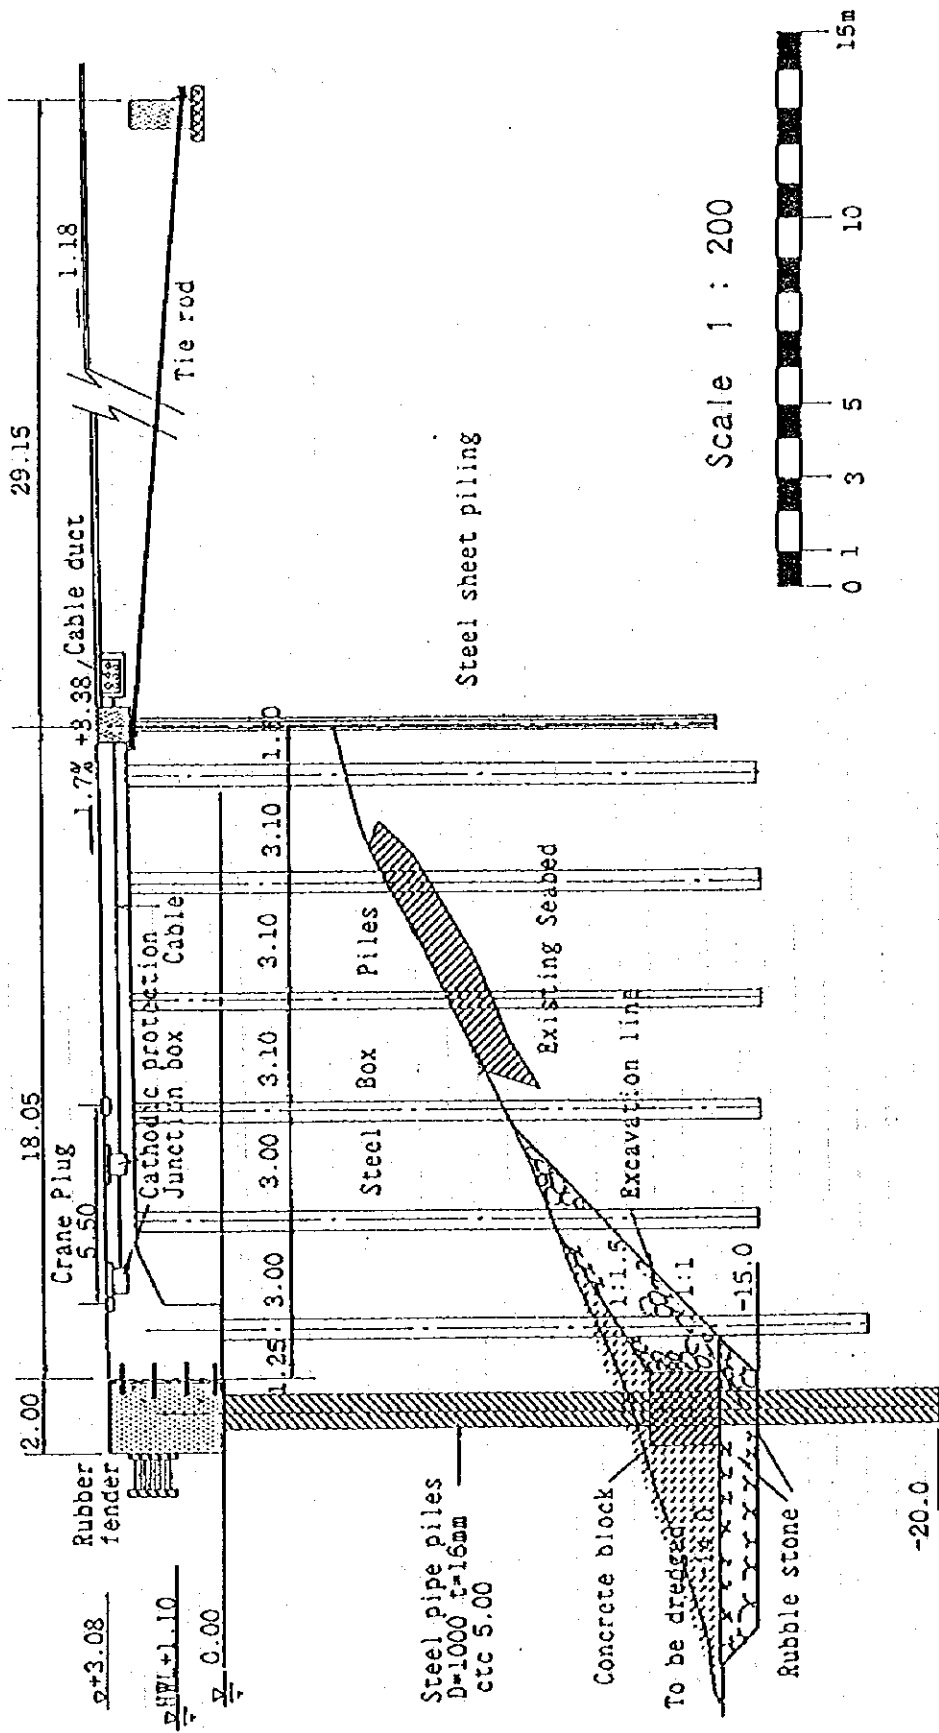 29.15
18.05
2.00
1.18
1.7%
+3.38
Cable duct
Tie rod
Crane Plug
5.50
Cathodic protection
Junction box
Cable
Rubber
fender
▽+3.08
▽HWL+1.10
▽ 0.00
1.25
3.00
3.00
3.10
3.10
3.10
Steel Box Piles
Steel sheet piling
Steel pipe piles
D=1000 t=16mm
ctc 5.00
Existing Seabed
Excavation line
1:1.5
1:1
Concrete block
To be dredged
-15.0
Rubble stone
-20.0
Scale 1 : 200
0 1 3 5 10 15m